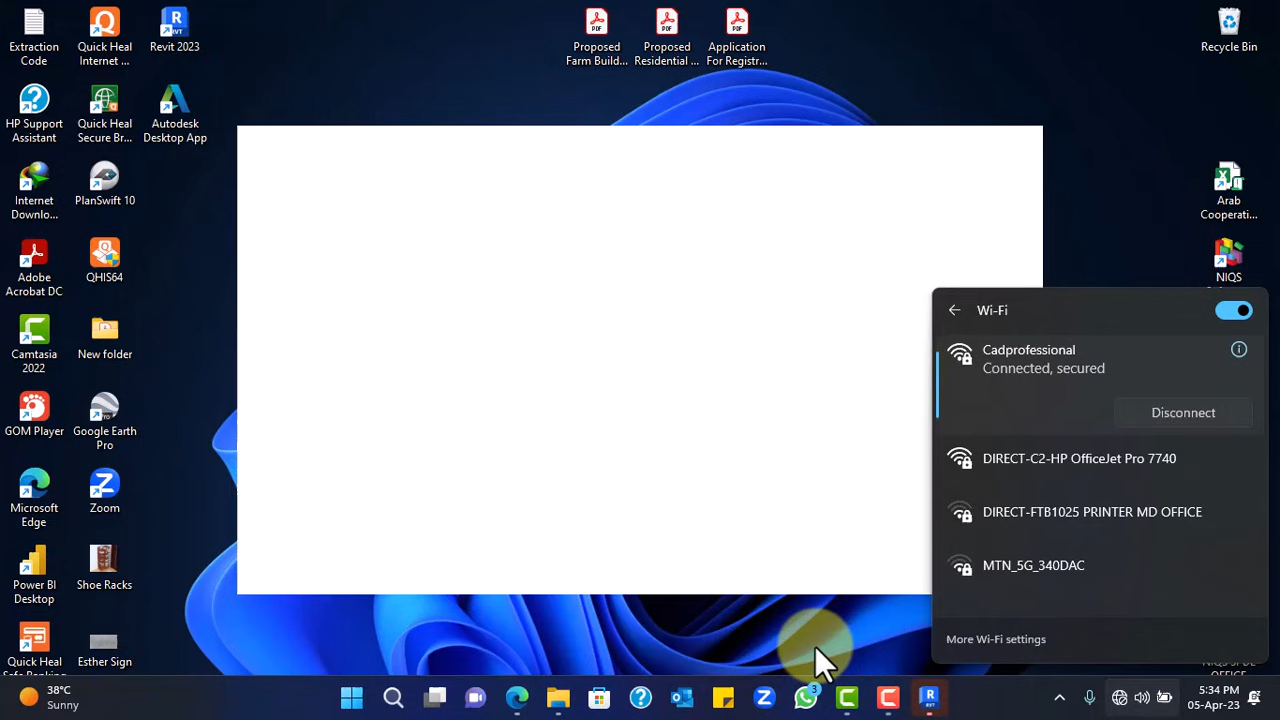 Extraction
Code
Quick Heal
Internet ...
Revit 2023
Proposed
Farm Build...
Proposed
Residential ...
Application
For Registr...
Recycle Bin
HP Support
Assistant
Quick Heal
Secure Br...
Autodesk
Desktop App
Internet
Downlo...
PlanSwift 10
Arab
Cooperati...
Adobe
Acrobat DC
QHIS64
NIQS
Camtasia
2022
New folder
GOM Player
Google Earth
Pro
Microsoft
Edge
Zoom
Power BI
Desktop
Shoe Racks
Quick Heal
Esther Sign
Wi-Fi
Cadprofessional
Connected, secured
Disconnect
DIRECT-C2-HP OfficeJet Pro 7740
DIRECT-FTB1025 PRINTER MD OFFICE
MTN_5G_340DAC
More Wi-Fi settings
OFFICE
38°C
Sunny
3
5:34 PM
05-Apr-23